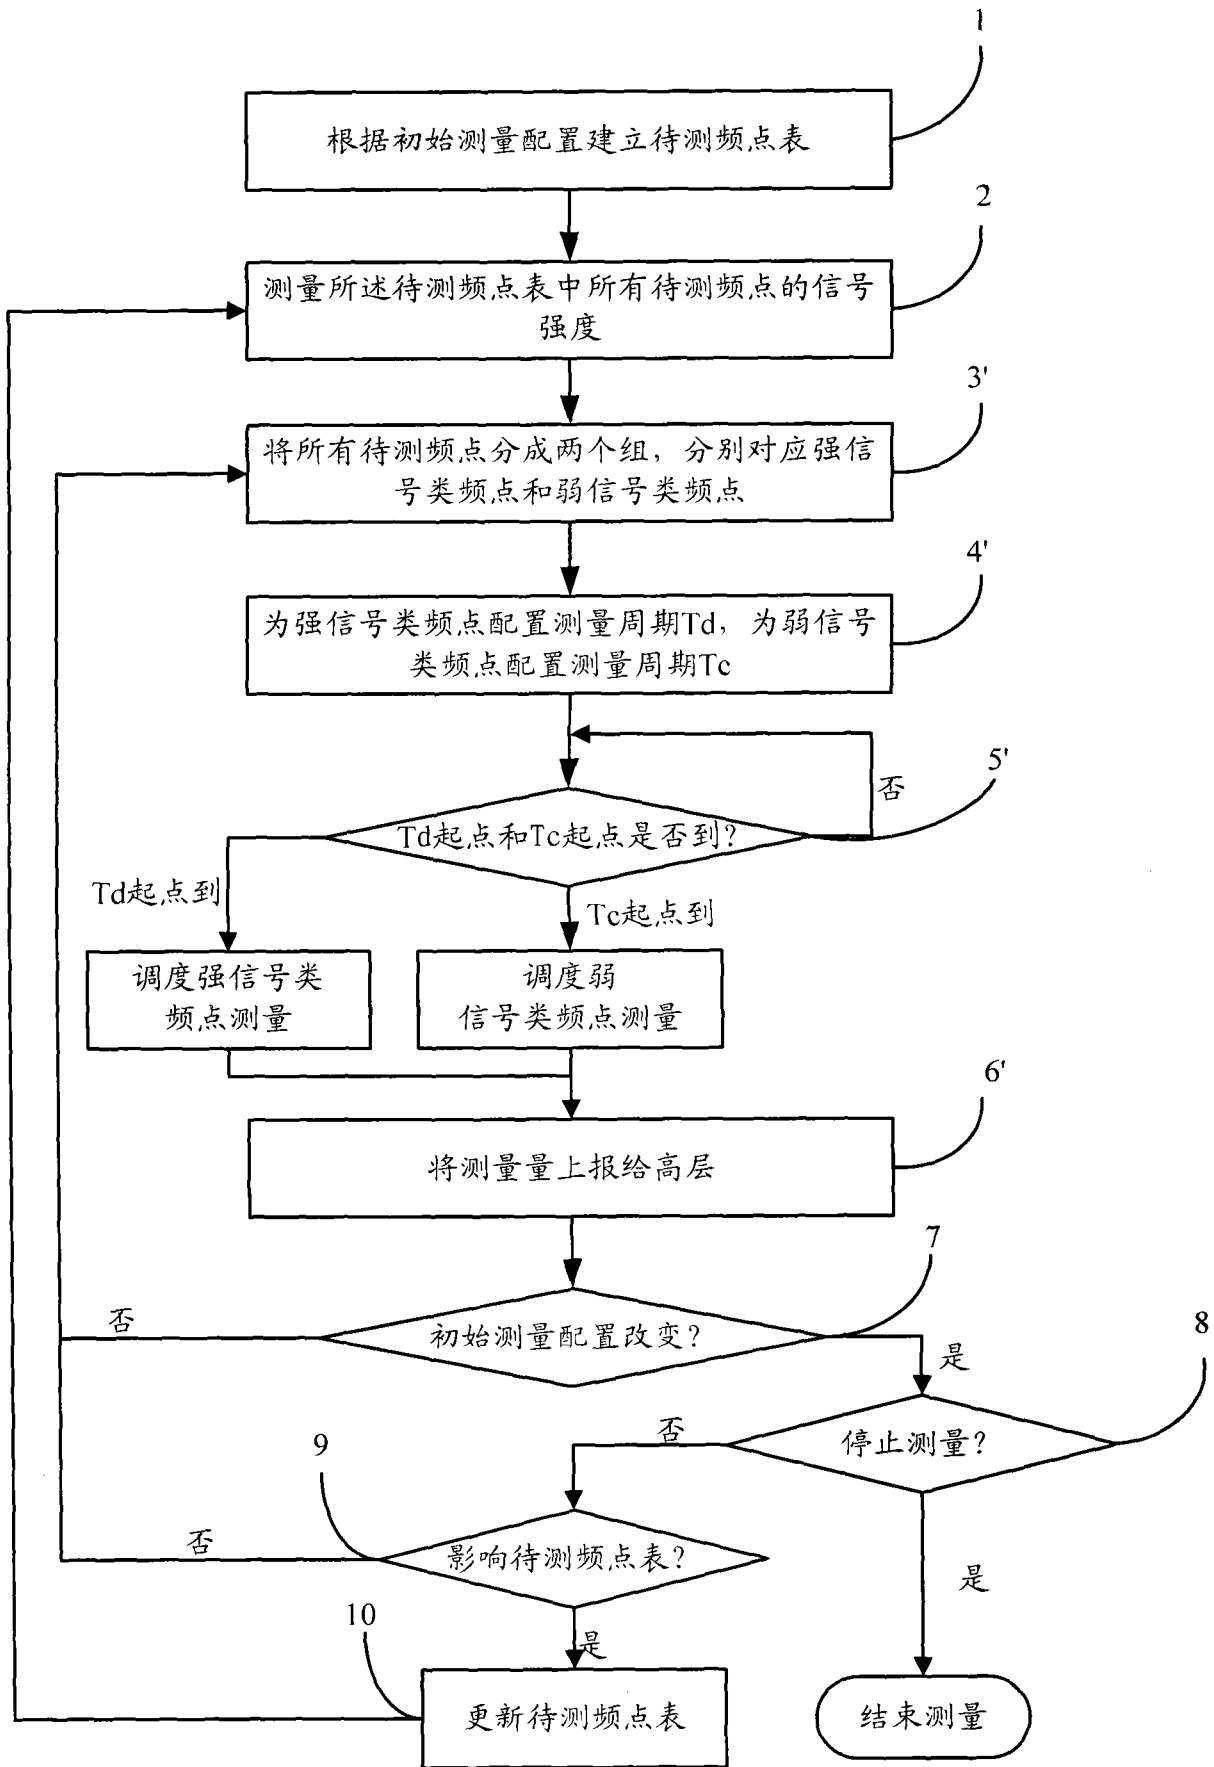 1
根据初始测量配置建立待测频点表
2
测量所述待测频点表中所有待测频点的信号
强度
3'
将所有待测频点分成两个组，分别对应强信
号类频点和弱信号类频点
4'
为强信号类频点配置测量周期Td，为弱信号
类频点配置测量周期Tc
5'
否
Td起点和Tc起点是否到?
Td起点到
Tc起点到
调度强信号类
频点测量
调度弱
信号类频点测量
6'
将测量量上报给高层
7
否
初始测量配置改变?
是
8
否
停止测量?
9
否
影响待测频点表?
是
10
是
更新待测频点表
结束测量